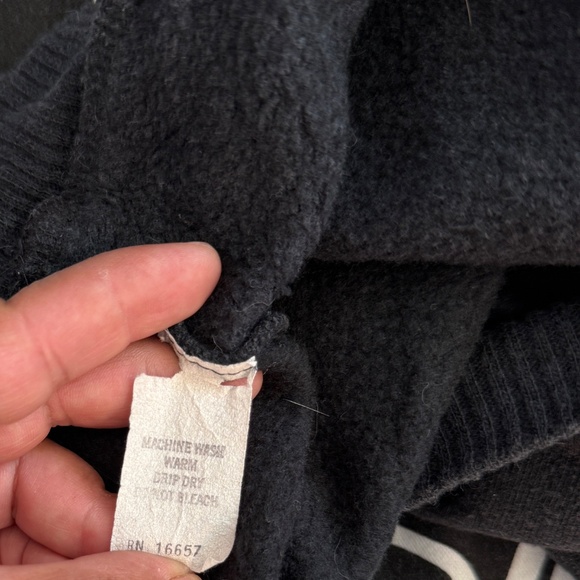 MACHINE WASH
WARM
DRIP DRY
DO NOT BLEACH
RN 16657